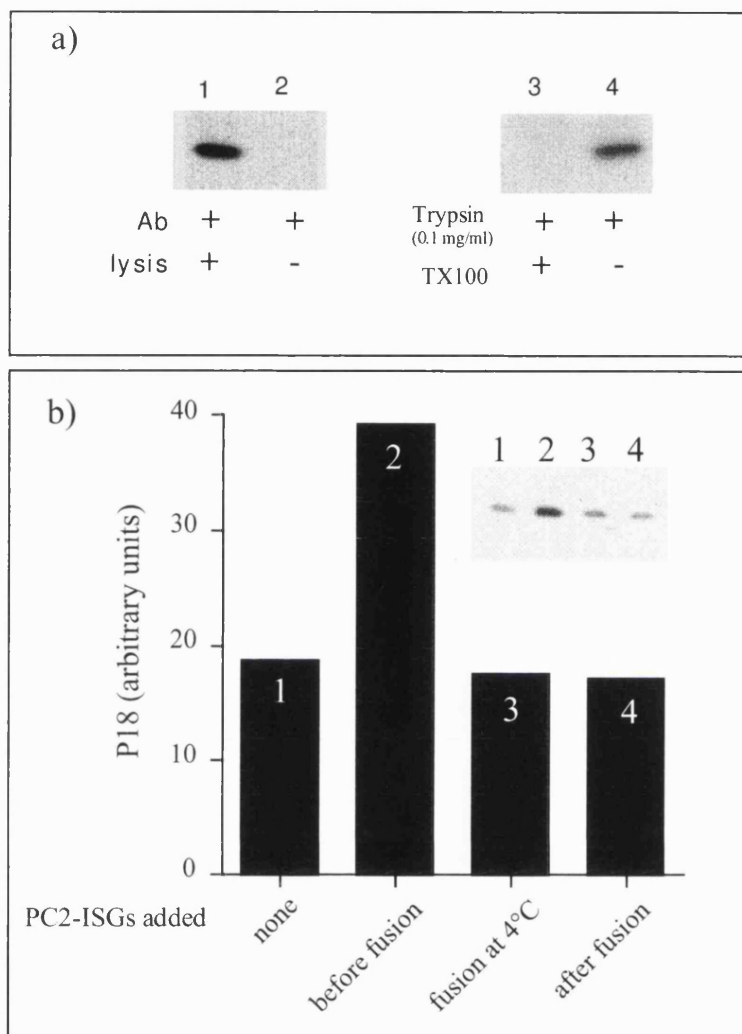 a)
1 2 3 4
Ab + +
lysis + -
Trypsin + +
(0.1 mg/ml)
TX100 + -
b)
P18 (arbitrary units)
40
30
20
10
0
1 2 3 4
1
2
3
4
PC2-ISGs added
none
before fusion
fusion at 4°C
after fusion